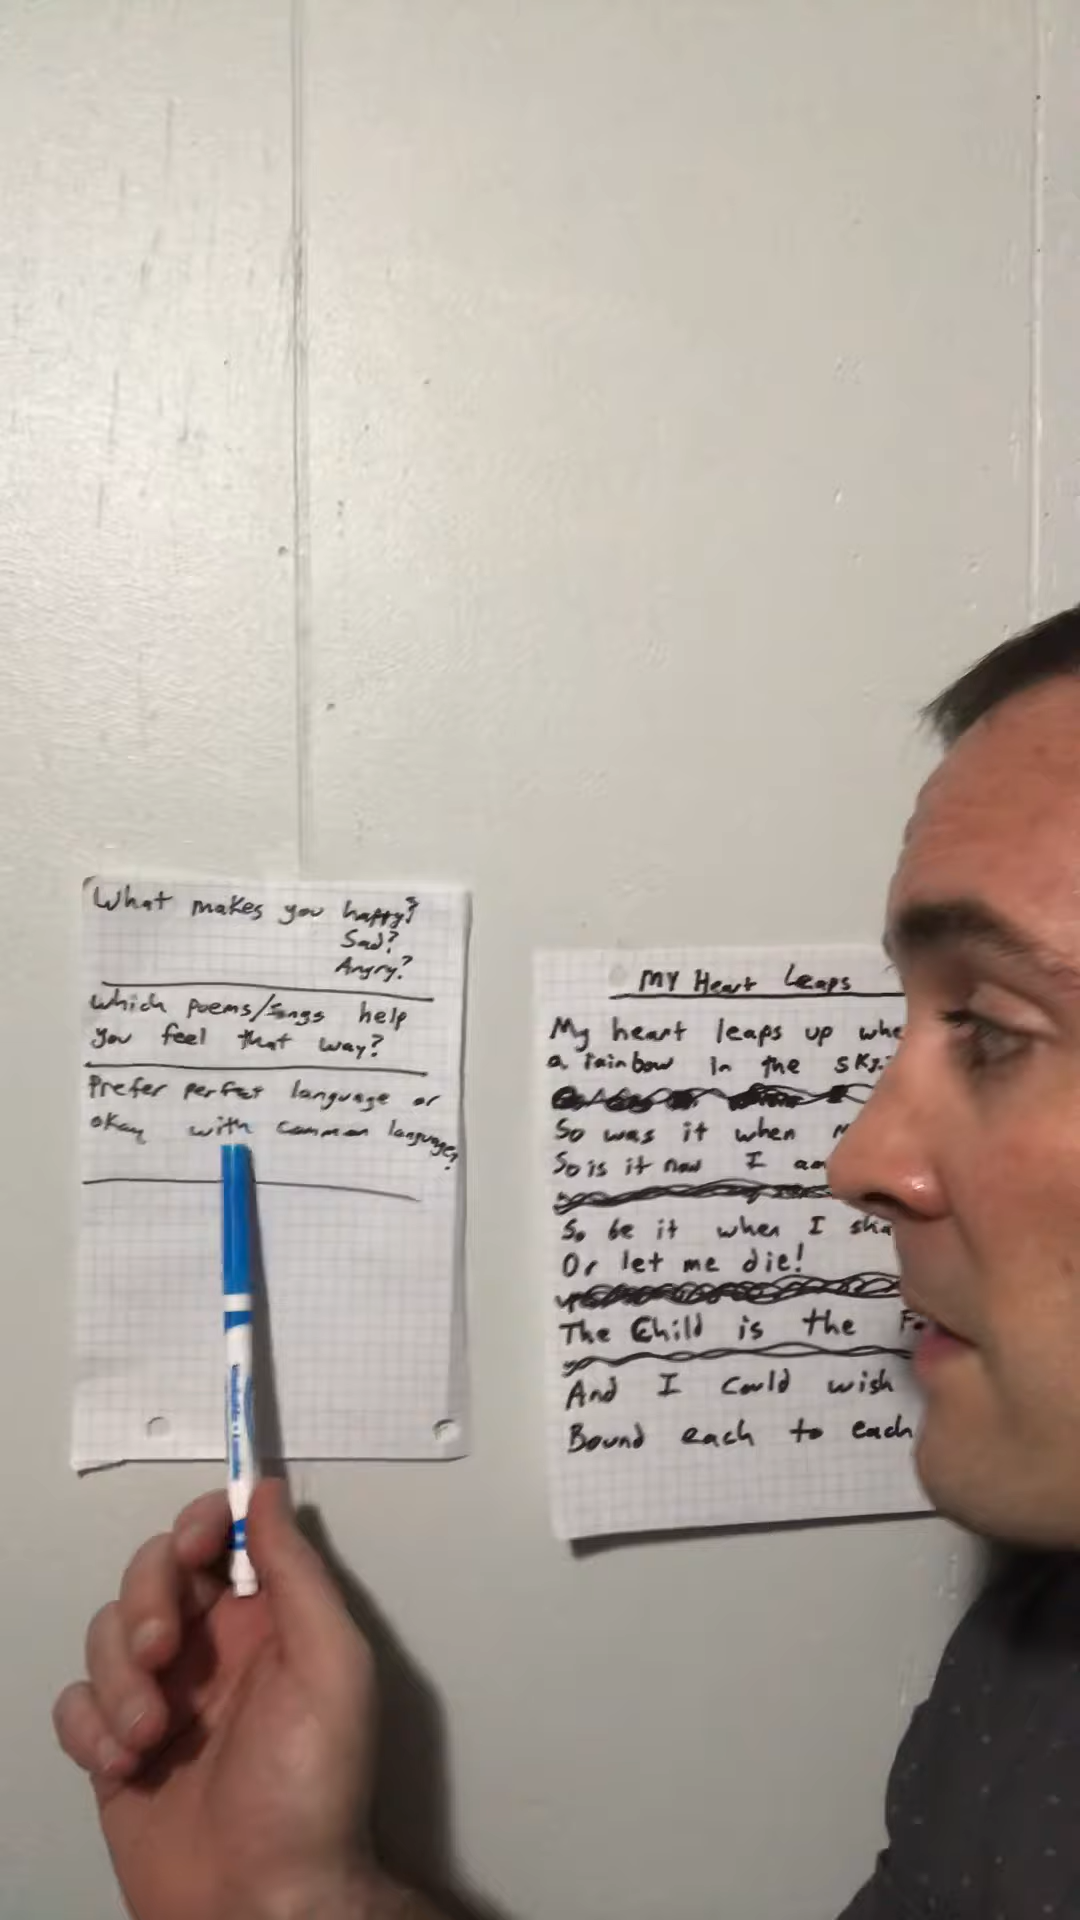 What makes you happy?
Sad?
Angry?
Which poems/songs help
you feel that way?
Prefer perfect language or
okay with common language?
My Heart Leaps
My heart leaps up
a rainbow in the sky:
So was it when
So is it now I
So be it when I
Or let me die!
The Child is the
And I could wish
Bound each to each